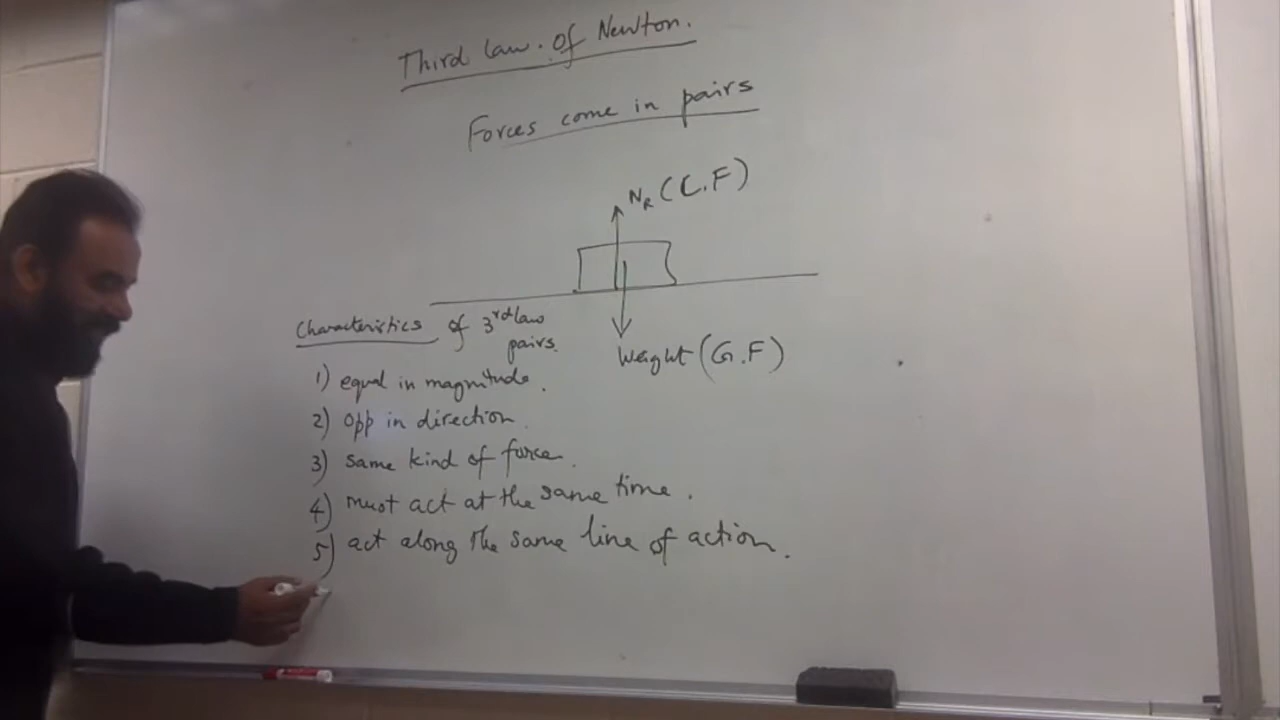 Third law. of Newton.
Forces come in pairs
NR (C.F)
Weight (G.F)
Characteristics of 3rd law
pairs.
1) equal in magnitude.
2) opp in direction.
3) same kind of force.
4) must act at the same time.
5) act along the same line of action.